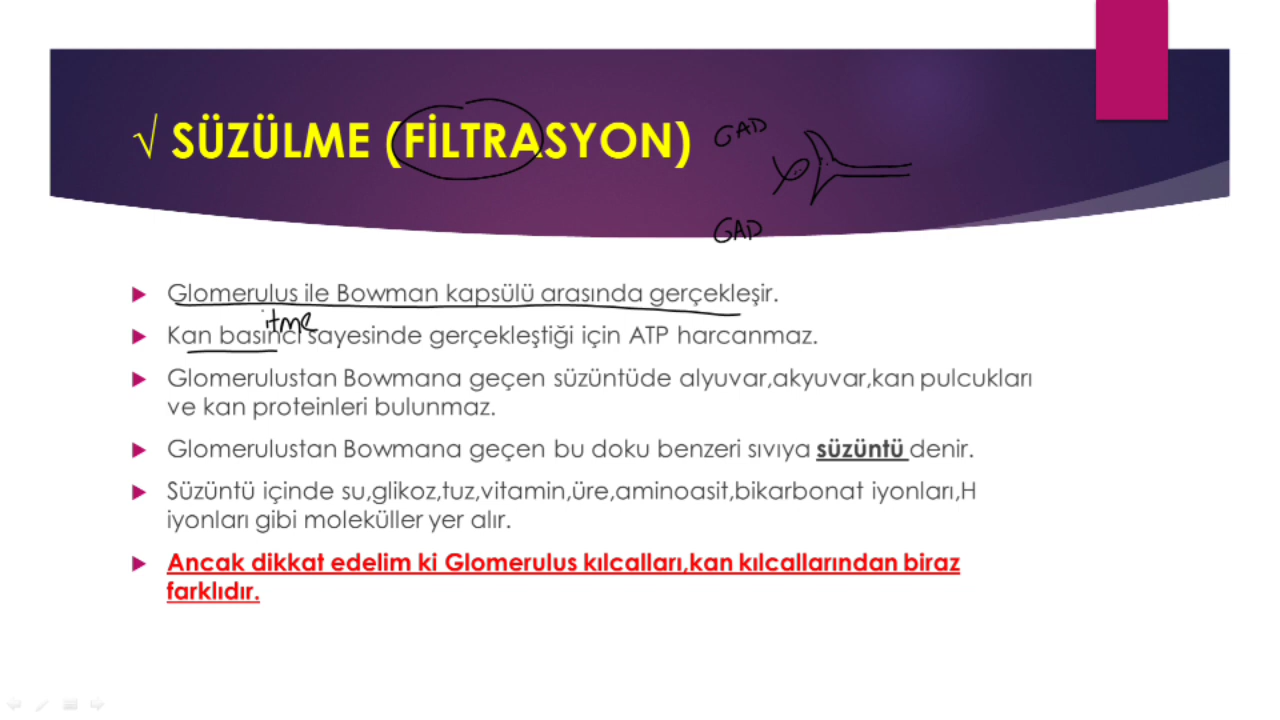 √ SÜZÜLME (FİLTRASYON)
GAD
GAD
Glomerulus ile Bowman kapsülü arasında gerçekleşir.
itme
Kan basıncı sayesinde gerçekleştiği için ATP harcanmaz.
Glomerulustan Bowmana geçen süzüntüde alyuvar,akyuvar,kan pulcukları
ve kan proteinleri bulunmaz.
Glomerulustan Bowmana geçen bu doku benzeri sıvıya süzüntü denir.
Süzüntü içinde su,glikoz,tuz,vitamin,üre,aminoasit,bikarbonat iyonları,H
iyonları gibi moleküller yer alır.
Ancak dikkat edelim ki Glomerulus kılcalları,kan kılcallarından biraz
farklıdır.